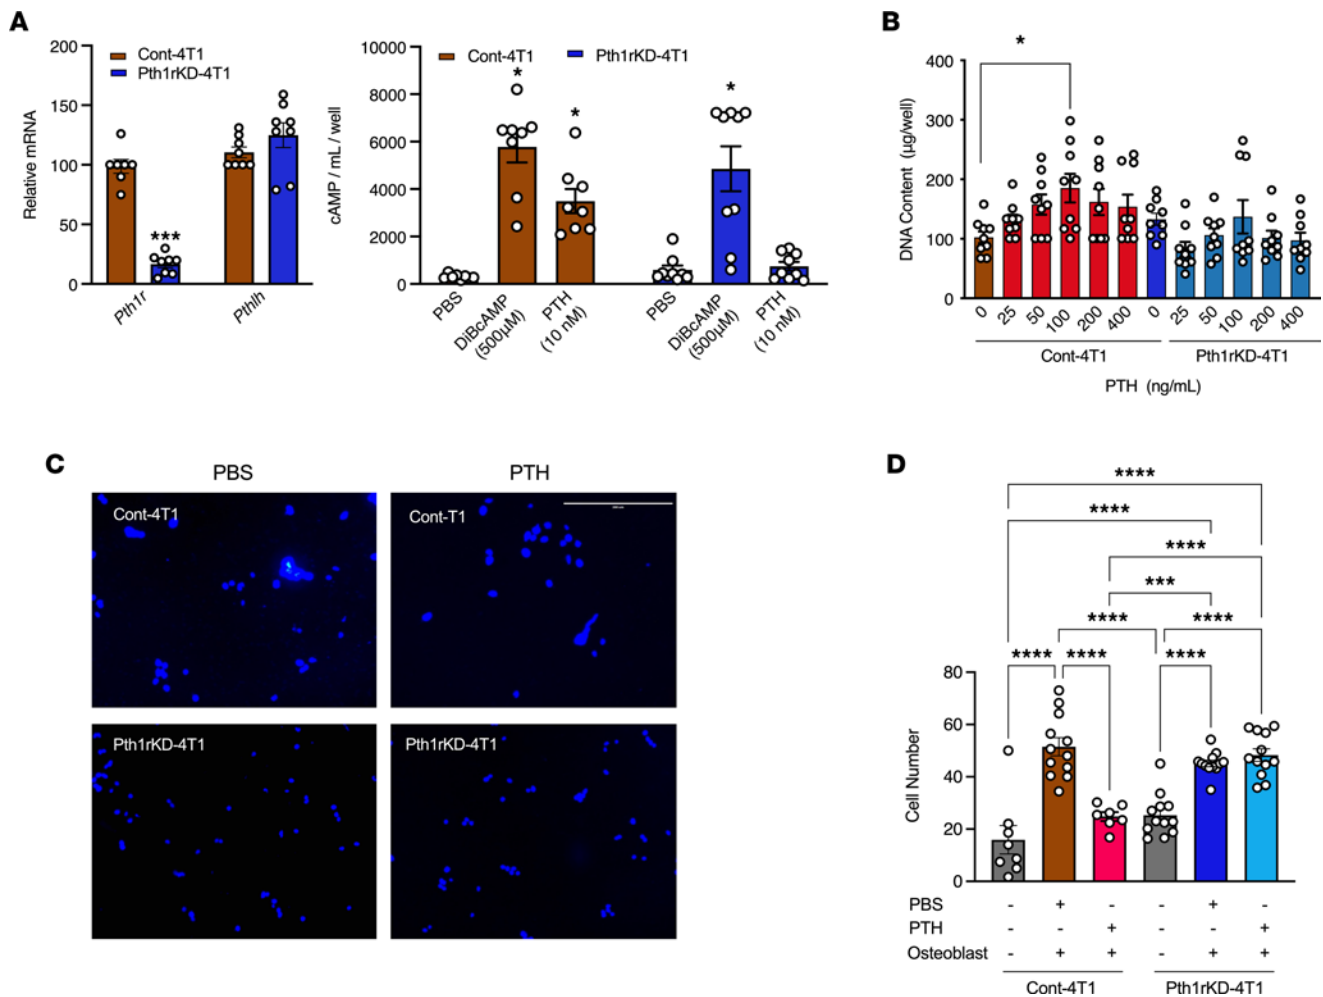 A
Relative mRNA
200
150
100
50
0
Cont-4T1
Pth1rKD-4T1
***
Pth1r
Pthlh
cAMP / mL / well
10000
8000
6000
4000
2000
0
Cont-4T1
Pth1rKD-4T1
*
*
*
PBS
DiBcAMP
(500μM)
PTH
(10 nM)
PBS
DiBcAMP
(500μM)
PTH
(10 nM)
B
DNA Content (μg/well)
400
300
200
100
0
*
0
25
50
100
200
400
0
25
50
100
200
400
Cont-4T1
Pth1rKD-4T1
PTH (ng/mL)
C
PBS
PTH
Cont-4T1
Cont-T1
Pth1rKD-4T1
Pth1rKD-4T1
D
****
****
****
***
****
****
****
****
****
Cell Number
80
60
40
20
0
PBS - + - - + -
PTH - - + - - +
Osteoblast - + + - + +
Cont-4T1
Pth1rKD-4T1